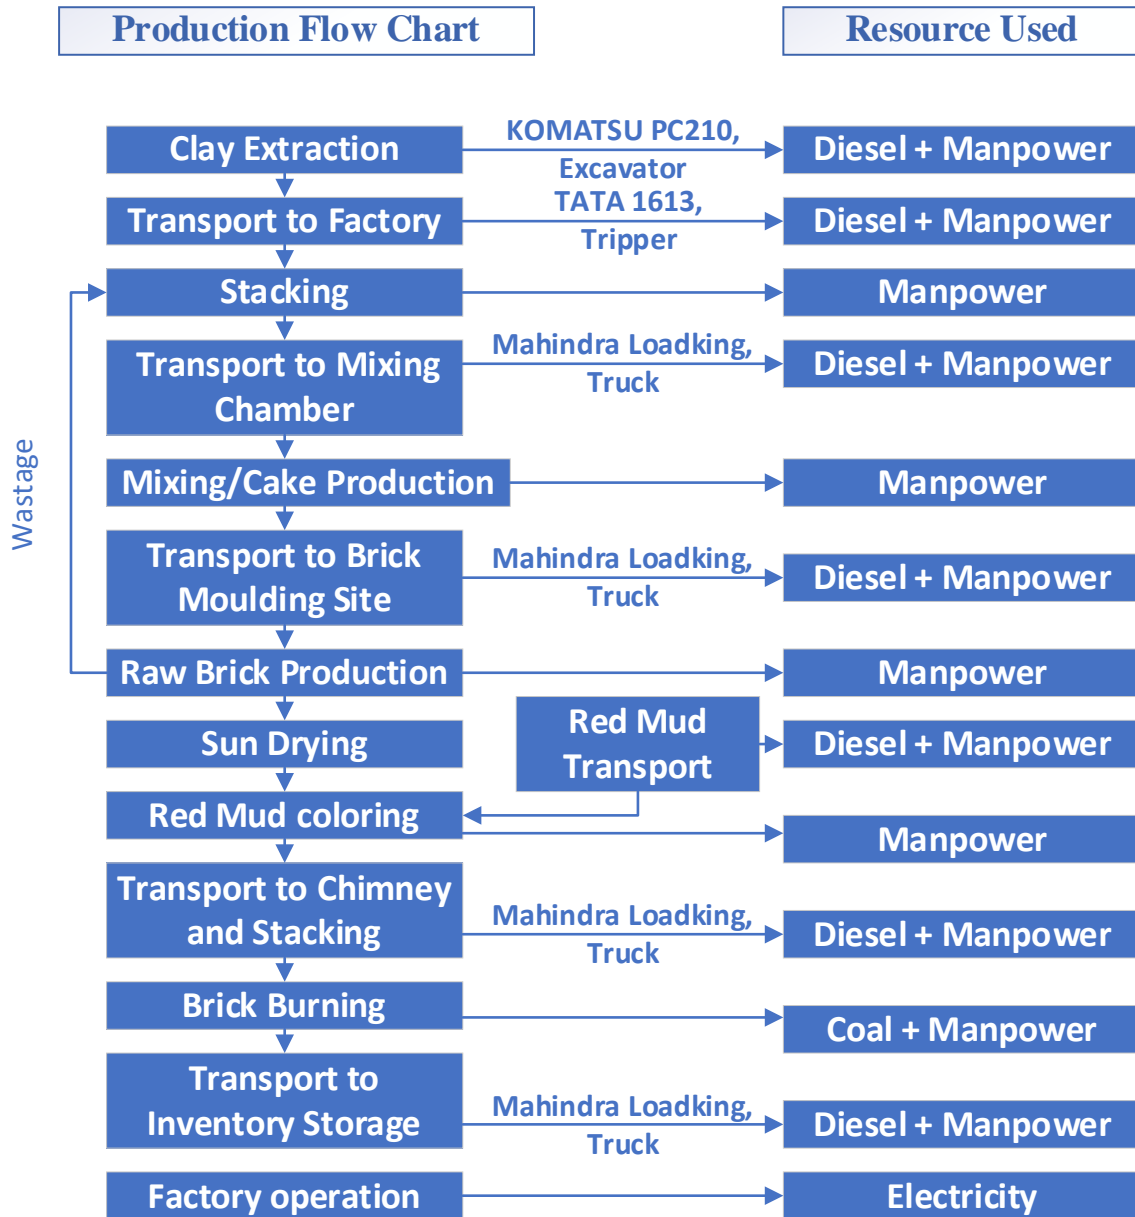 Production Flow Chart
Resource Used
Clay Extraction
KOMATSU PC210,
Excavator
Diesel + Manpower
Transport to Factory
TATA 1613,
Tripper
Diesel + Manpower
Stacking
Manpower
Transport to Mixing
Chamber
Mahindra Loadking,
Truck
Diesel + Manpower
Wastage
Mixing/Cake Production
Manpower
Transport to Brick
Moulding Site
Mahindra Loadking,
Truck
Diesel + Manpower
Raw Brick Production
Manpower
Sun Drying
Red Mud
Transport
Diesel + Manpower
Red Mud coloring
Manpower
Transport to Chimney
and Stacking
Mahindra Loadking,
Truck
Diesel + Manpower
Brick Burning
Coal + Manpower
Transport to
Inventory Storage
Mahindra Loadking,
Truck
Diesel + Manpower
Factory operation
Electricity